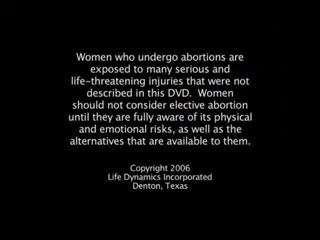 Women who undergo abortions are
exposed to many serious and
life-threatening injuries that were not
described in this DVD.  Women
should not consider elective abortion
until they are fully aware of its physical
and emotional risks, as well as the
alternatives that are available to them.
Copyright 2006
Life Dynamics Incorporated
Denton, Texas